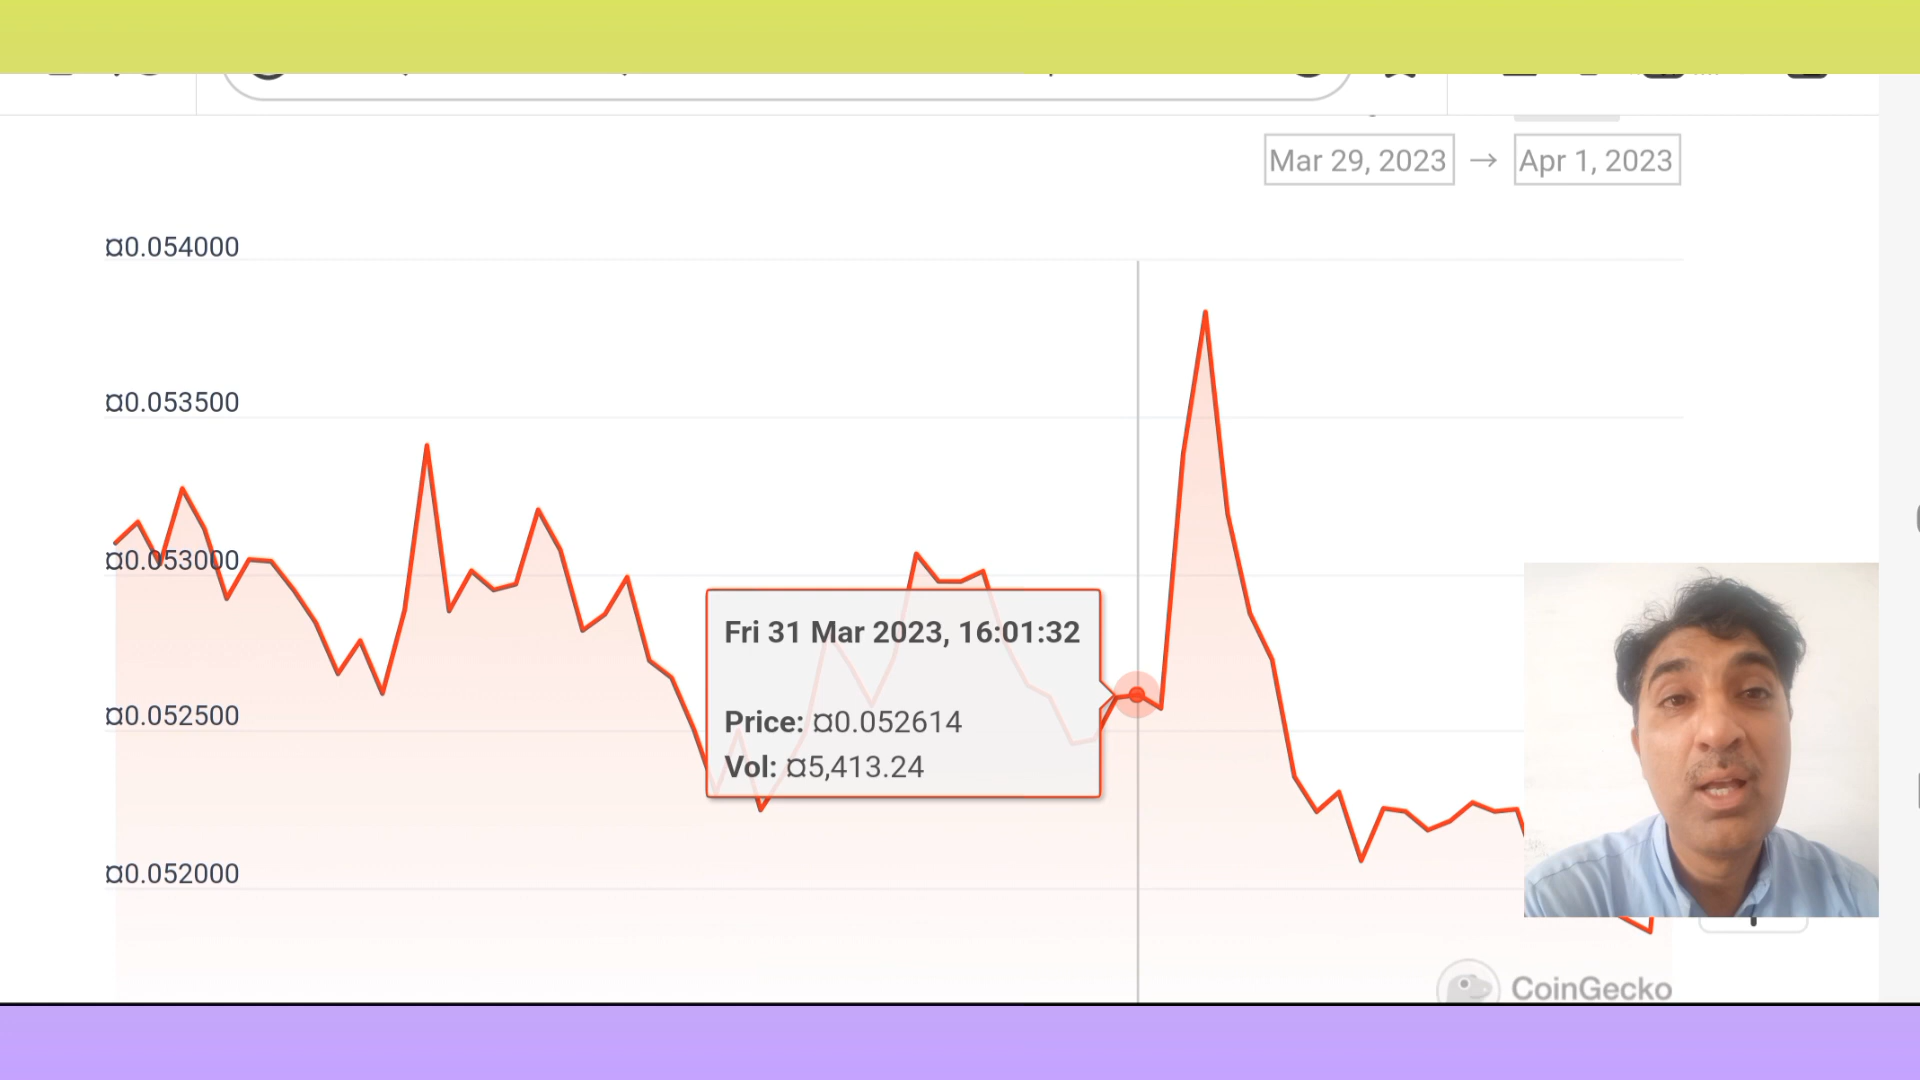 Mar 29, 2023 → Apr 1, 2023
¤0.054000
¤0.053500
¤0.053000
Fri 31 Mar 2023, 16:01:32
¤0.052500
Price: ¤0.052614
Vol: ¤5,413.24
¤0.052000
CoinGecko